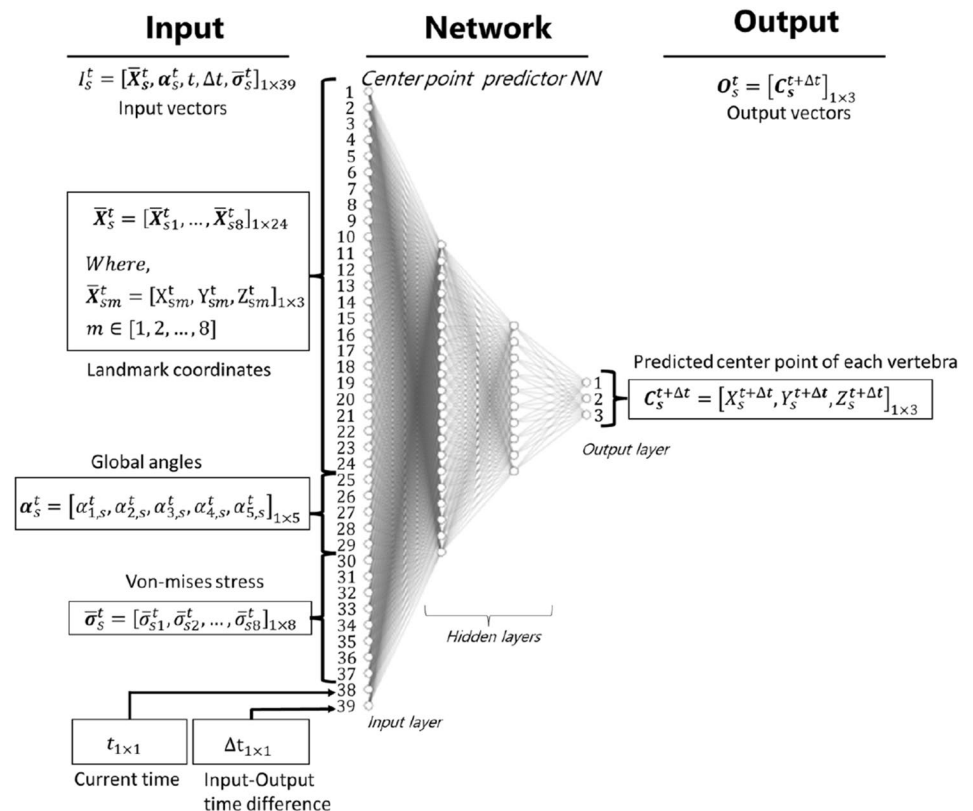 Input
Network
Output
I_s^t = [X̄_s^t, α_s^t, t, Δt, σ̄_s^t]_{1×39}
Input vectors
Center point predictor NN
O_s^t = [C_s^{t+Δt}]_{1×3}
Output vectors
X̄_s^t = [X̄_{s1}^t, ..., X̄_{s8}^t]_{1×24}
Where,
X̄_{sm}^t = [X_{sm}^t, Y_{sm}^t, Z_{sm}^t]_{1×3}
m ∈ [1, 2, ..., 8]
Landmark coordinates
Global angles
α_s^t = [α_{1,s}^t, α_{2,s}^t, α_{3,s}^t, α_{4,s}^t, α_{5,s}^t]_{1×5}
Von-mises stress
σ̄_s^t = [σ̄_{s1}^t, σ̄_{s2}^t, ..., σ̄_{s8}^t]_{1×8}
t_{1×1}
Current time
Δt_{1×1}
Input-Output
time difference
1
2
3
4
5
6
7
8
9
10
11
12
13
14
15
16
17
18
19
20
21
22
23
24
25
26
27
28
29
30
31
32
33
34
35
36
37
38
39
Input layer
Hidden layers
1
2
3
Output layer
Predicted center point of each vertebra
C_s^{t+Δt} = [X_s^{t+Δt}, Y_s^{t+Δt}, Z_s^{t+Δt}]_{1×3}